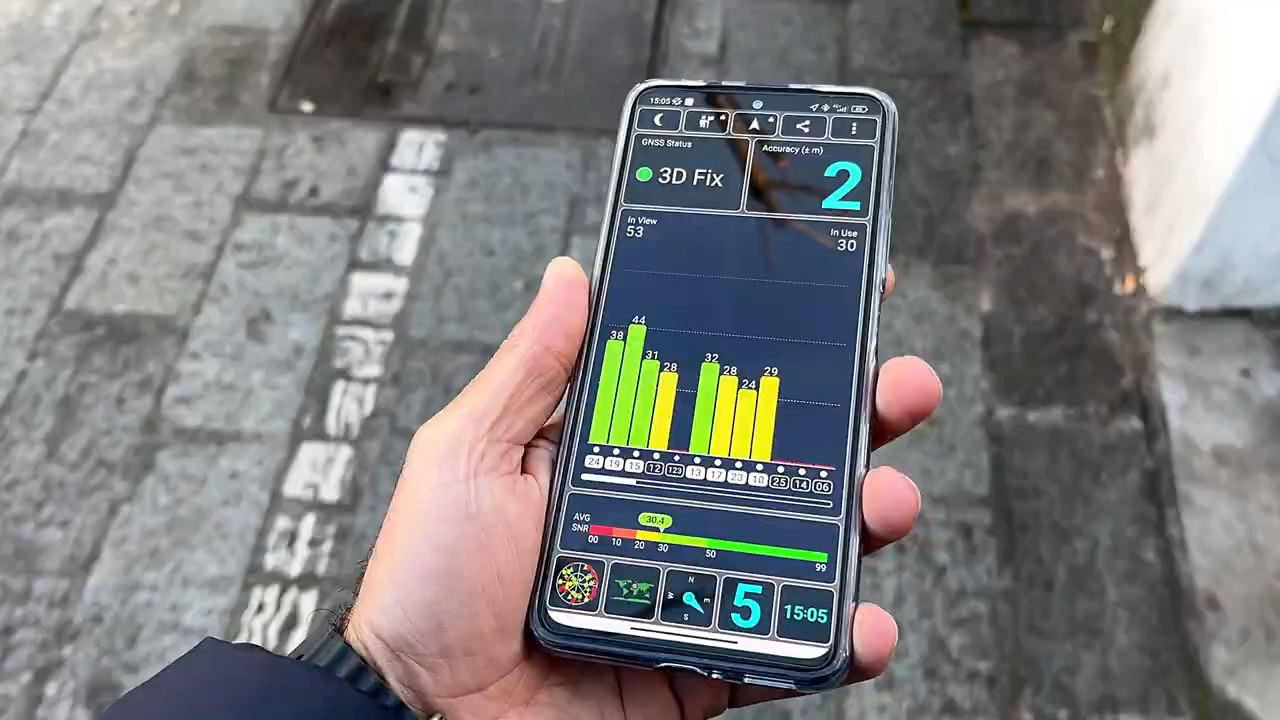 15:05
GNSS Status
Accuracy (± m)
3D Fix
2
In View
53
In Use
30
38 44 31 28 32 28 24 29
24 19 15 12 123 13 17 23 10 25 14 06
AVG
SNR
30.4
00 10 20 30 50 99
N
W E
S
5
15:05